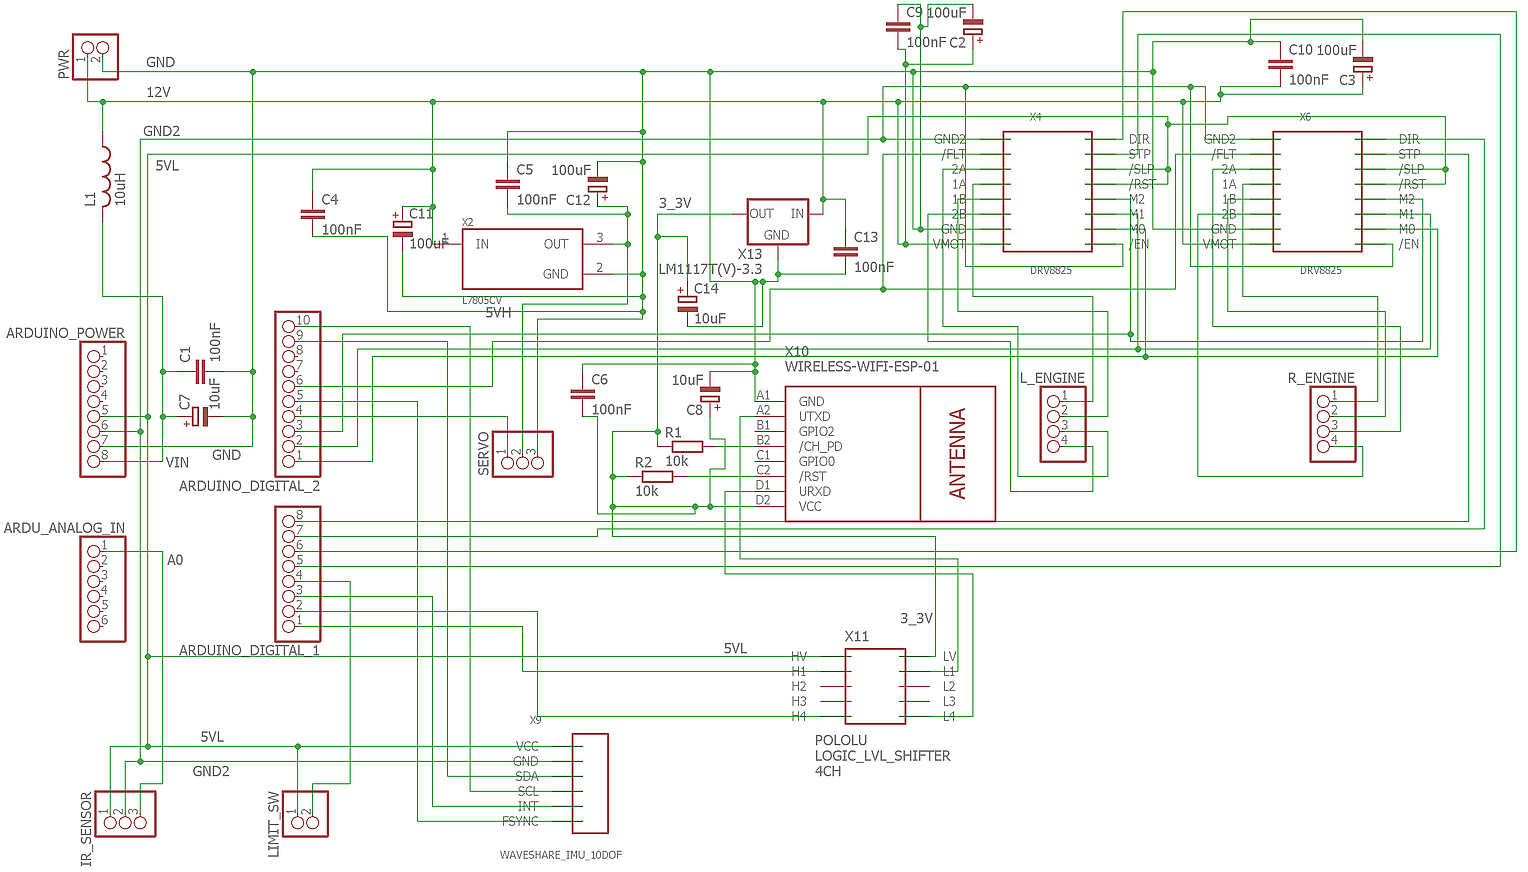 C9 100uF
100nF C2
C10 100uF
100nF C3
PWR
1
2
GND
12V
GND2
5VL
L1
10uH
C5
100nF
100uF
C12
C4
100nF
C11
100uF
X2
1 IN OUT 3
GND 2
L7805CV
5VH
3_3V
OUT IN
GND
X13
LM1117T(V)-3.3
C13
100nF
C14
10uF
X4
GND2 DIR
/FLT STP
2A /SLP
1A /RST
1B M2
2B M1
GND M0
VMOT /EN
DRV8825
X6
GND2 DIR
/FLT STP
2A /SLP
1A /RST
1B M2
2B M1
GND M0
VMOT /EN
DRV8825
ARDUINO_POWER
1
2
3
4
5
6
7
8
C1
100nF
C7
10uF
VIN
GND
10
9
8
7
6
5
4
3
2
1
ARDUINO_DIGITAL_2
SERVO
1
2
3
C6
100nF
10uF
C8
R1
10k
R2
10k
X10
WIRELESS-WIFI-ESP-01
A1 GND
A2 UTXD
B1 GPIO2
B2 /CH_PD
C1 GPIO0
C2 /RST
D1 URXD
D2 VCC
ANTENNA
L_ENGINE
1
2
3
4
R_ENGINE
1
2
3
4
ARDU_ANALOG_IN
1
2
3
4
5
6
A0
8
7
6
5
4
3
2
1
ARDUINO_DIGITAL_1
5VL
3_3V
X11
HV LV
H1 L1
H2 L2
H3 L3
H4 L4
POLOLU
LOGIC_LVL_SHIFTER
4CH
X9
VCC
GND
SDA
SCL
INT
FSYNC
WAVESHARE_IMU_10DOF
5VL
GND2
IR_SENSOR
1
2
3
LIMIT_SW
1
2